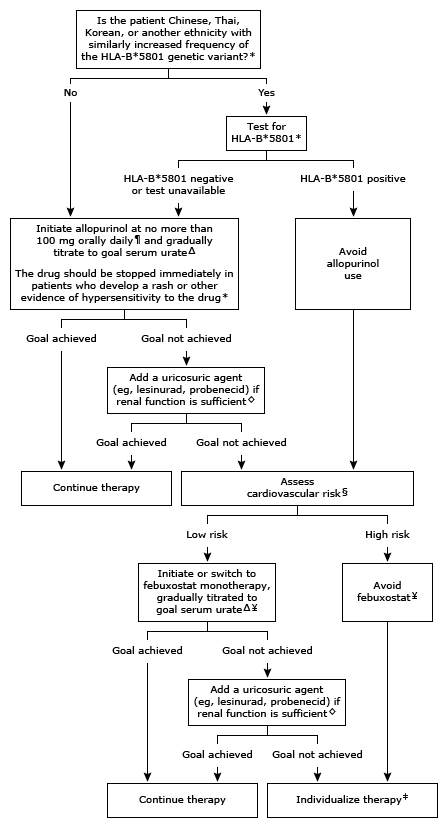 Is the patient Chinese, Thai,
Korean, or another ethnicity with
similarly increased frequency of
the HLA-B*5801 genetic variant?*
No
Yes
Test for
HLA-B*5801*
HLA-B*5801 negative
or test unavailable
HLA-B*5801 positive
Initiate allopurinol at no more than
100 mg orally daily¶ and gradually
titrate to goal serum urateΔ
The drug should be stopped immediately in
patients who develop a rash or other
evidence of hypersensitivity to the drug*
Avoid
allopurinol
use
Goal achieved
Goal not achieved
Add a uricosuric agent
(eg, lesinurad, probenecid) if
renal function is sufficient◇
Goal achieved
Goal not achieved
Continue therapy
Assess
cardiovascular risk§
Low risk
High risk
Initiate or switch to
febuxostat monotherapy,
gradually titrated to
goal serum urateΔ¥
Avoid
febuxostat¥
Goal achieved
Goal not achieved
Add a uricosuric agent
(eg, lesinurad, probenecid) if
renal function is sufficient◇
Goal achieved
Goal not achieved
Continue therapy
Individualize therapy‡